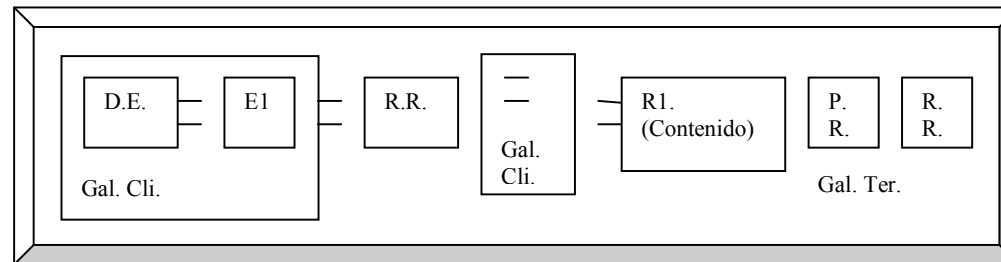 D.E.
E1
Gal. Cli.
R.R.
Gal.
Cli.
R1.
(Contenido)
P.
R.
R.
R.
Gal. Ter.